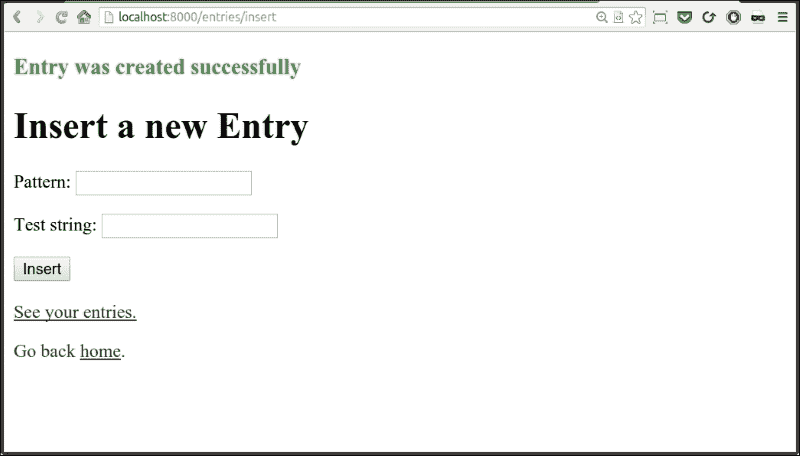 localhost:8000/entries/insert
Entry was created successfully
Insert a new Entry
Pattern:
Test string:
Insert
See your entries.
Go back home.